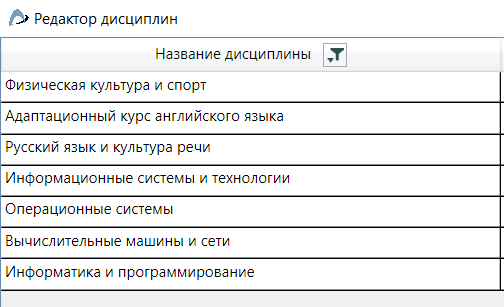 Редактор дисциплин
Название дисциплины
Физическая культура и спорт
Адаптационный курс английского языка
Русский язык и культура речи
Информационные системы и технологии
Операционные системы
Вычислительные машины и сети
Информатика и программирование